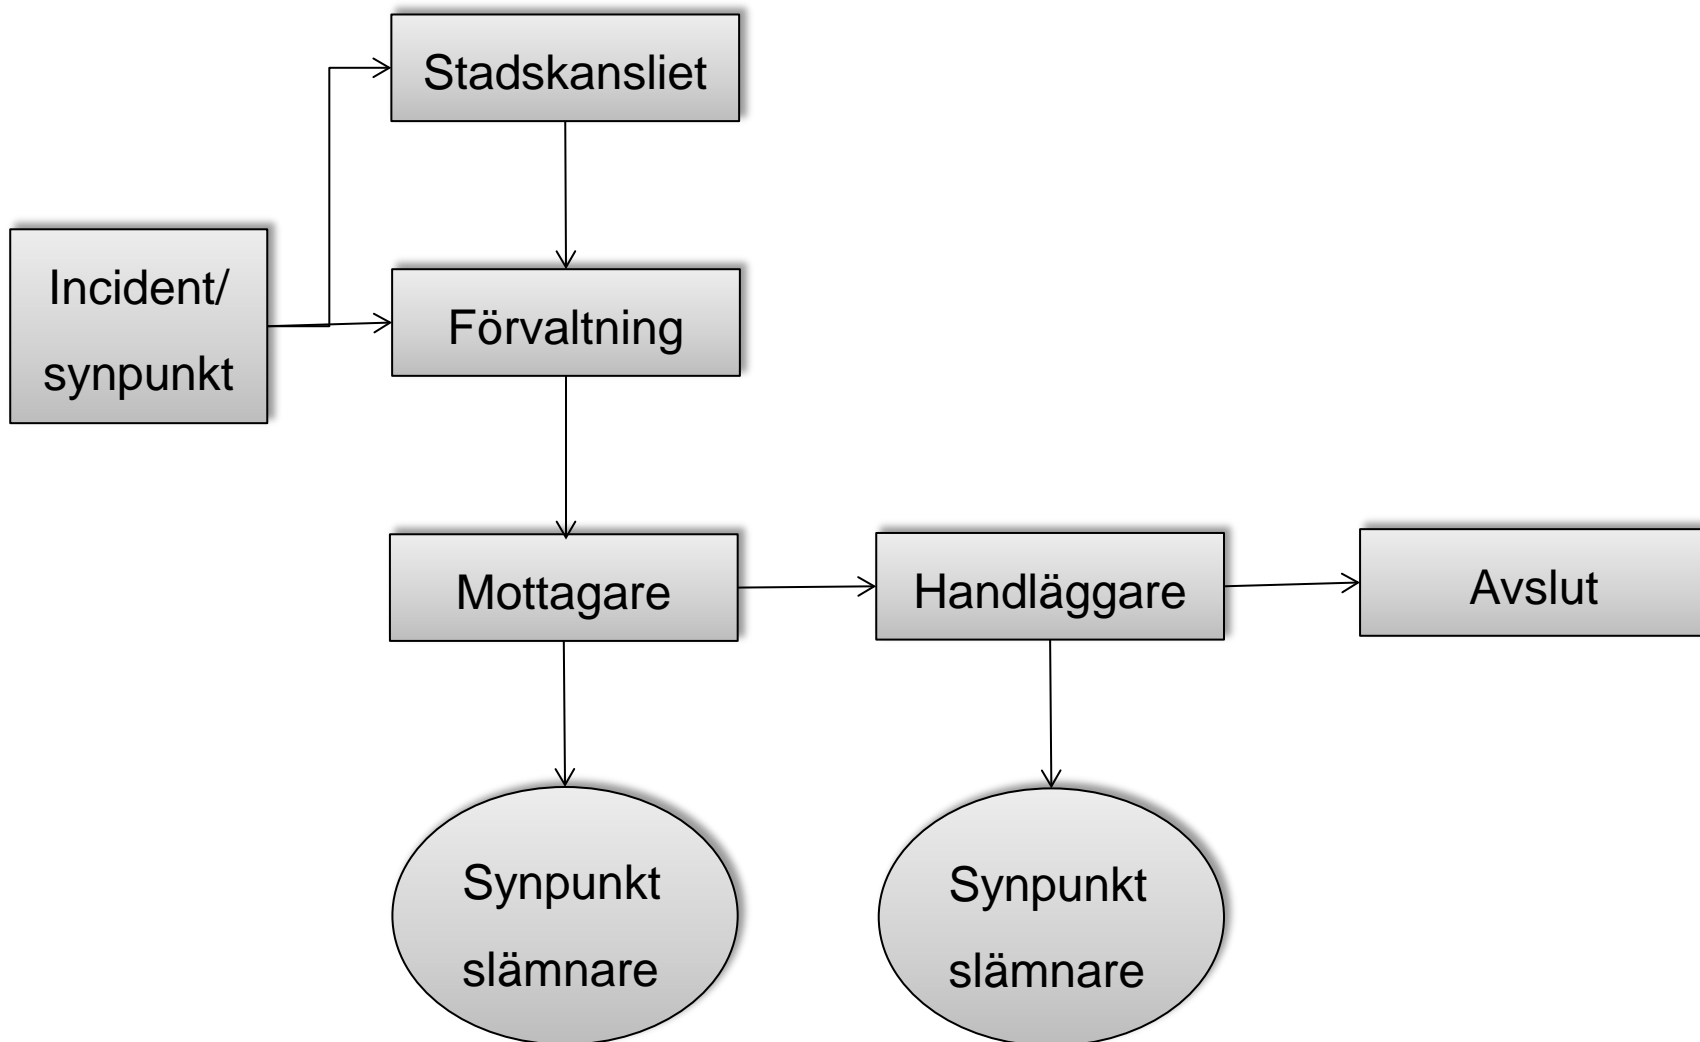 Stadskansliet
Incident/
synpunkt
Förvaltning
Mottagare
Handläggare
Avslut
Synpunkt
slämnare
Synpunkt
slämnare